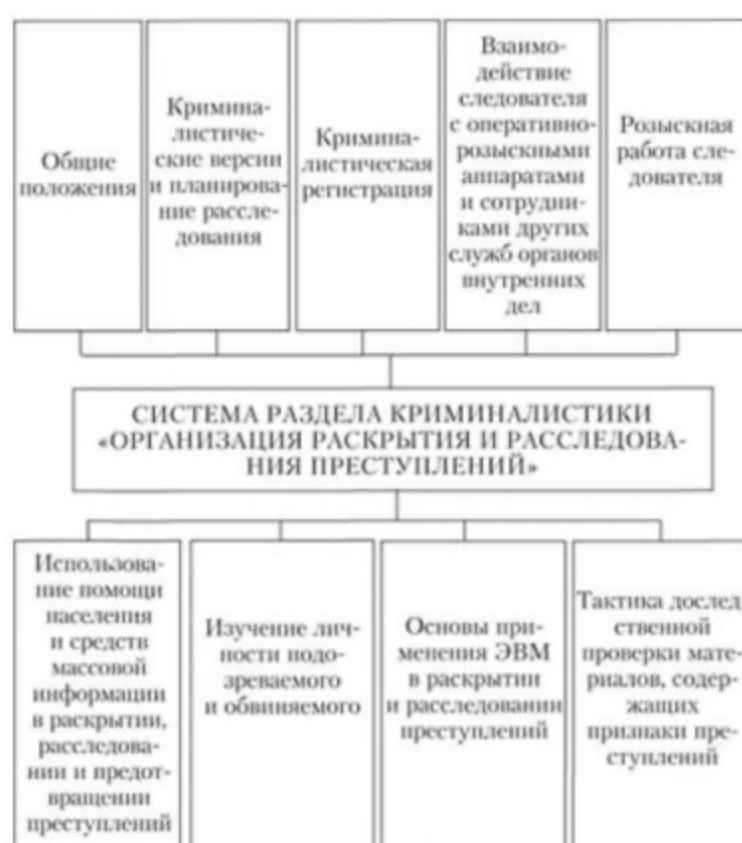 Общие
положения
Кримина-
листиче-
ские версии
и планирова-
ние рассле-
дования
Кримина-
листическая
регистрация
Взаимо-
действие
следователя
с оперативно-
розыскными
аппаратами
и сотрудни-
ками других
служб органов
внутренних
дел
Розыскная
работа сле-
дователя
СИСТЕМА РАЗДЕЛА КРИМИНАЛИСТИКИ
«ОРГАНИЗАЦИЯ РАСКРЫТИЯ И РАССЛЕДОВА-
НИЯ ПРЕСТУПЛЕНИЙ»
Использова-
ние помощи
населения
и средств
массовой
информации
в раскрытии,
расследова-
нии и предот-
вращении
преступлений
Изучение лич-
ности подо-
зреваемого
и обвиняемого
Основы при-
менения ЭВМ
в раскрытии
и расследовании
преступлений
Тактика дослед
ственной
проверки мате-
риалов, содер-
жащих
признаки пре-
ступлений